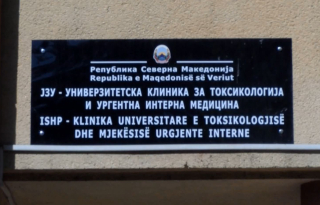 Република Северна Македонија
Republika e Maqedonisë së Veriut
ЈЗУ - УНИВЕРЗИТЕТСКА КЛИНИКА ЗА ТОКСИКОЛОГИЈА
И УРГЕНТНА ИНТЕРНА МЕДИЦИНА
ISHP - KLINIKA UNIVERSITARE E TOKSIKOLOGJISË
DHE MJEKËSISË URGJENTE INTERNE